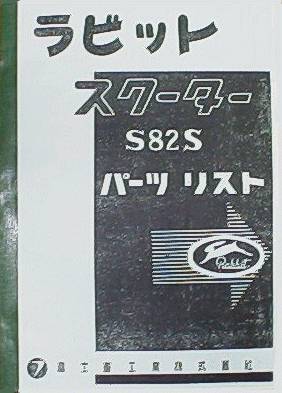 ラビット
スクーター
S82S
パーツ リスト
Rabbit
富士重工業株式會社